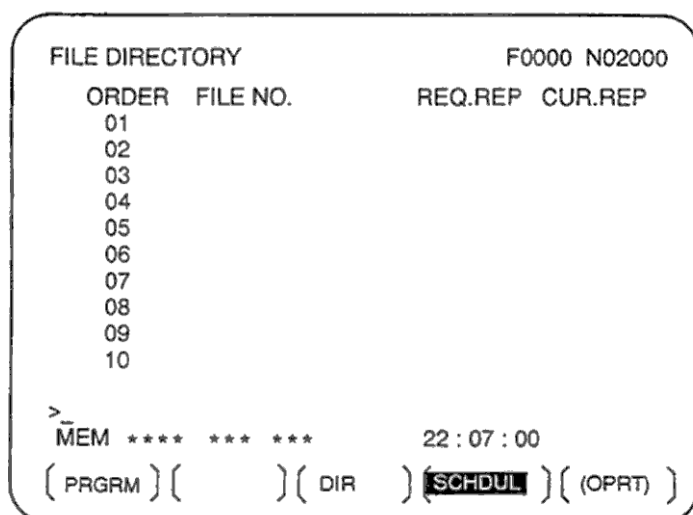 FILE DIRECTORY F0000 N02000
ORDER FILE NO. REQ.REP CUR.REP
01
02
03
04
05
06
07
08
09
10
>_
MEM **** *** *** 22 : 07 : 00
[ PRGRM ] [ ] [ DIR ] [ SCHDUL ] [ (OPRT) ]